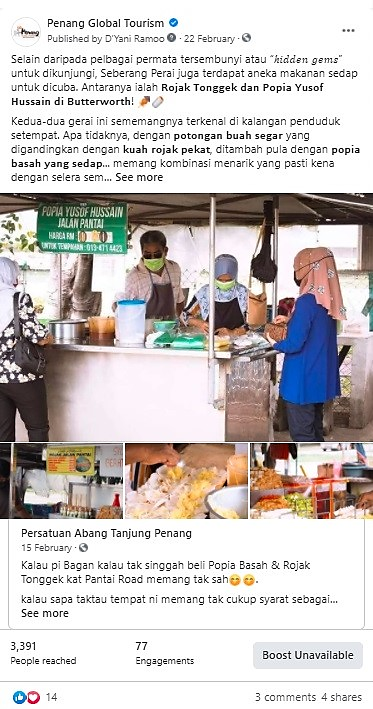 Penang Global Tourism
Published by D'Yani Ramoo · 22 February ·
Selain daripada pelbagai permata tersembunyi atau "hidden gems"
untuk dikunjungi, Seberang Perai juga terdapat aneka makanan sedap
untuk dicuba. Antaranya ialah Rojak Tonggek dan Popia Yusof
Hussain di Butterworth!
Kedua-dua gerai ini sememangnya terkenal di kalangan penduduk
setempat. Apa tidaknya, dengan potongan buah segar yang
digandingkan dengan kuah rojak pekat, ditambah pula dengan popia
basah yang sedap... memang kombinasi menarik yang pasti kena
dengan selera sem... See more
POPIA YUSOF HUSSAIN
JALAN PANTAI
HARGA RM
UNTUK TEMPAHAN: 013-471 4423
Persatuan Abang Tanjung Penang
15 February ·
Kalau pi Bagan kalau tak singgah beli Popia Basah & Rojak
Tonggek kat Pantai Road memang tak sah😋😋.
kalau sapa taktau tempat ni memang tak cukup syarat sebagai...
See more
3,391
People reached
77
Engagements
Boost Unavailable
14
3 comments 4 shares